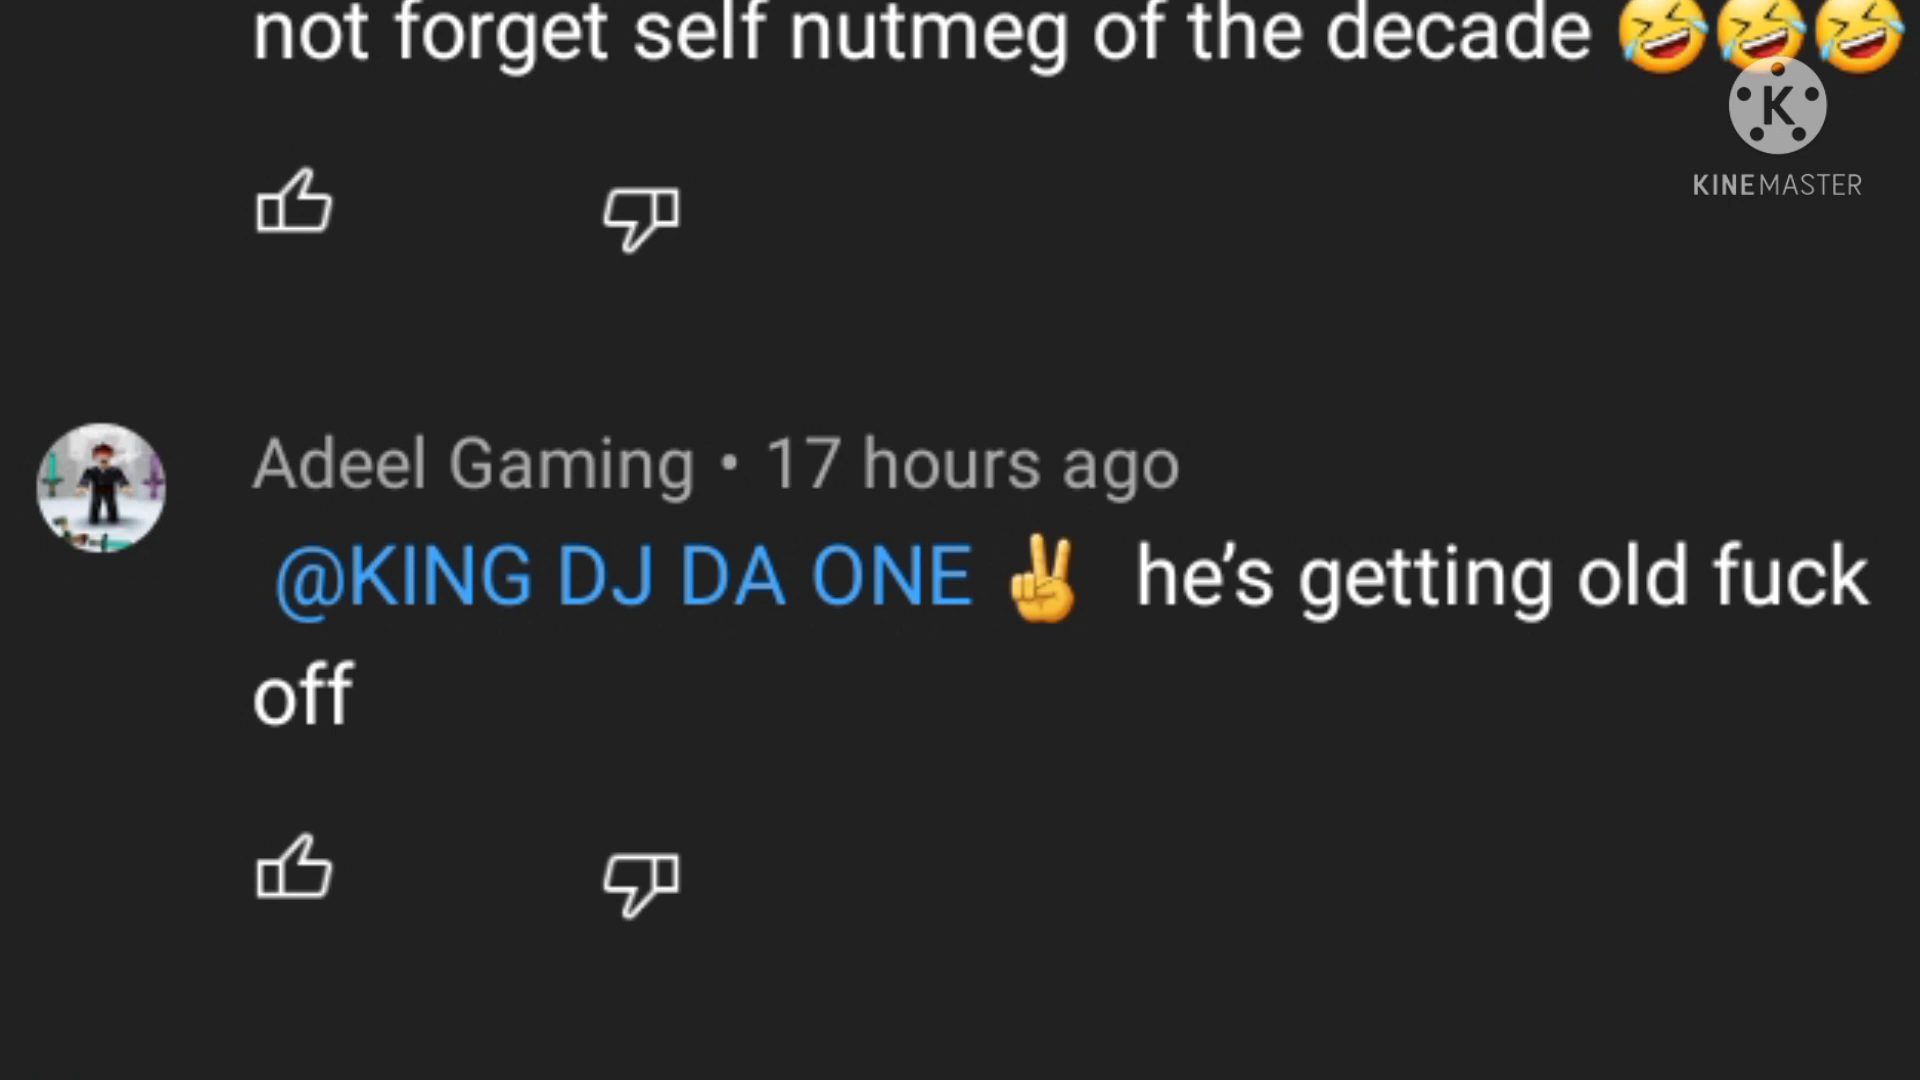 not forget self nutmeg of the decade 🤣🤣🤣
K
KINEMASTER
Adeel Gaming • 17 hours ago
@KING DJ DA ONE ✌ he’s getting old fuck
off